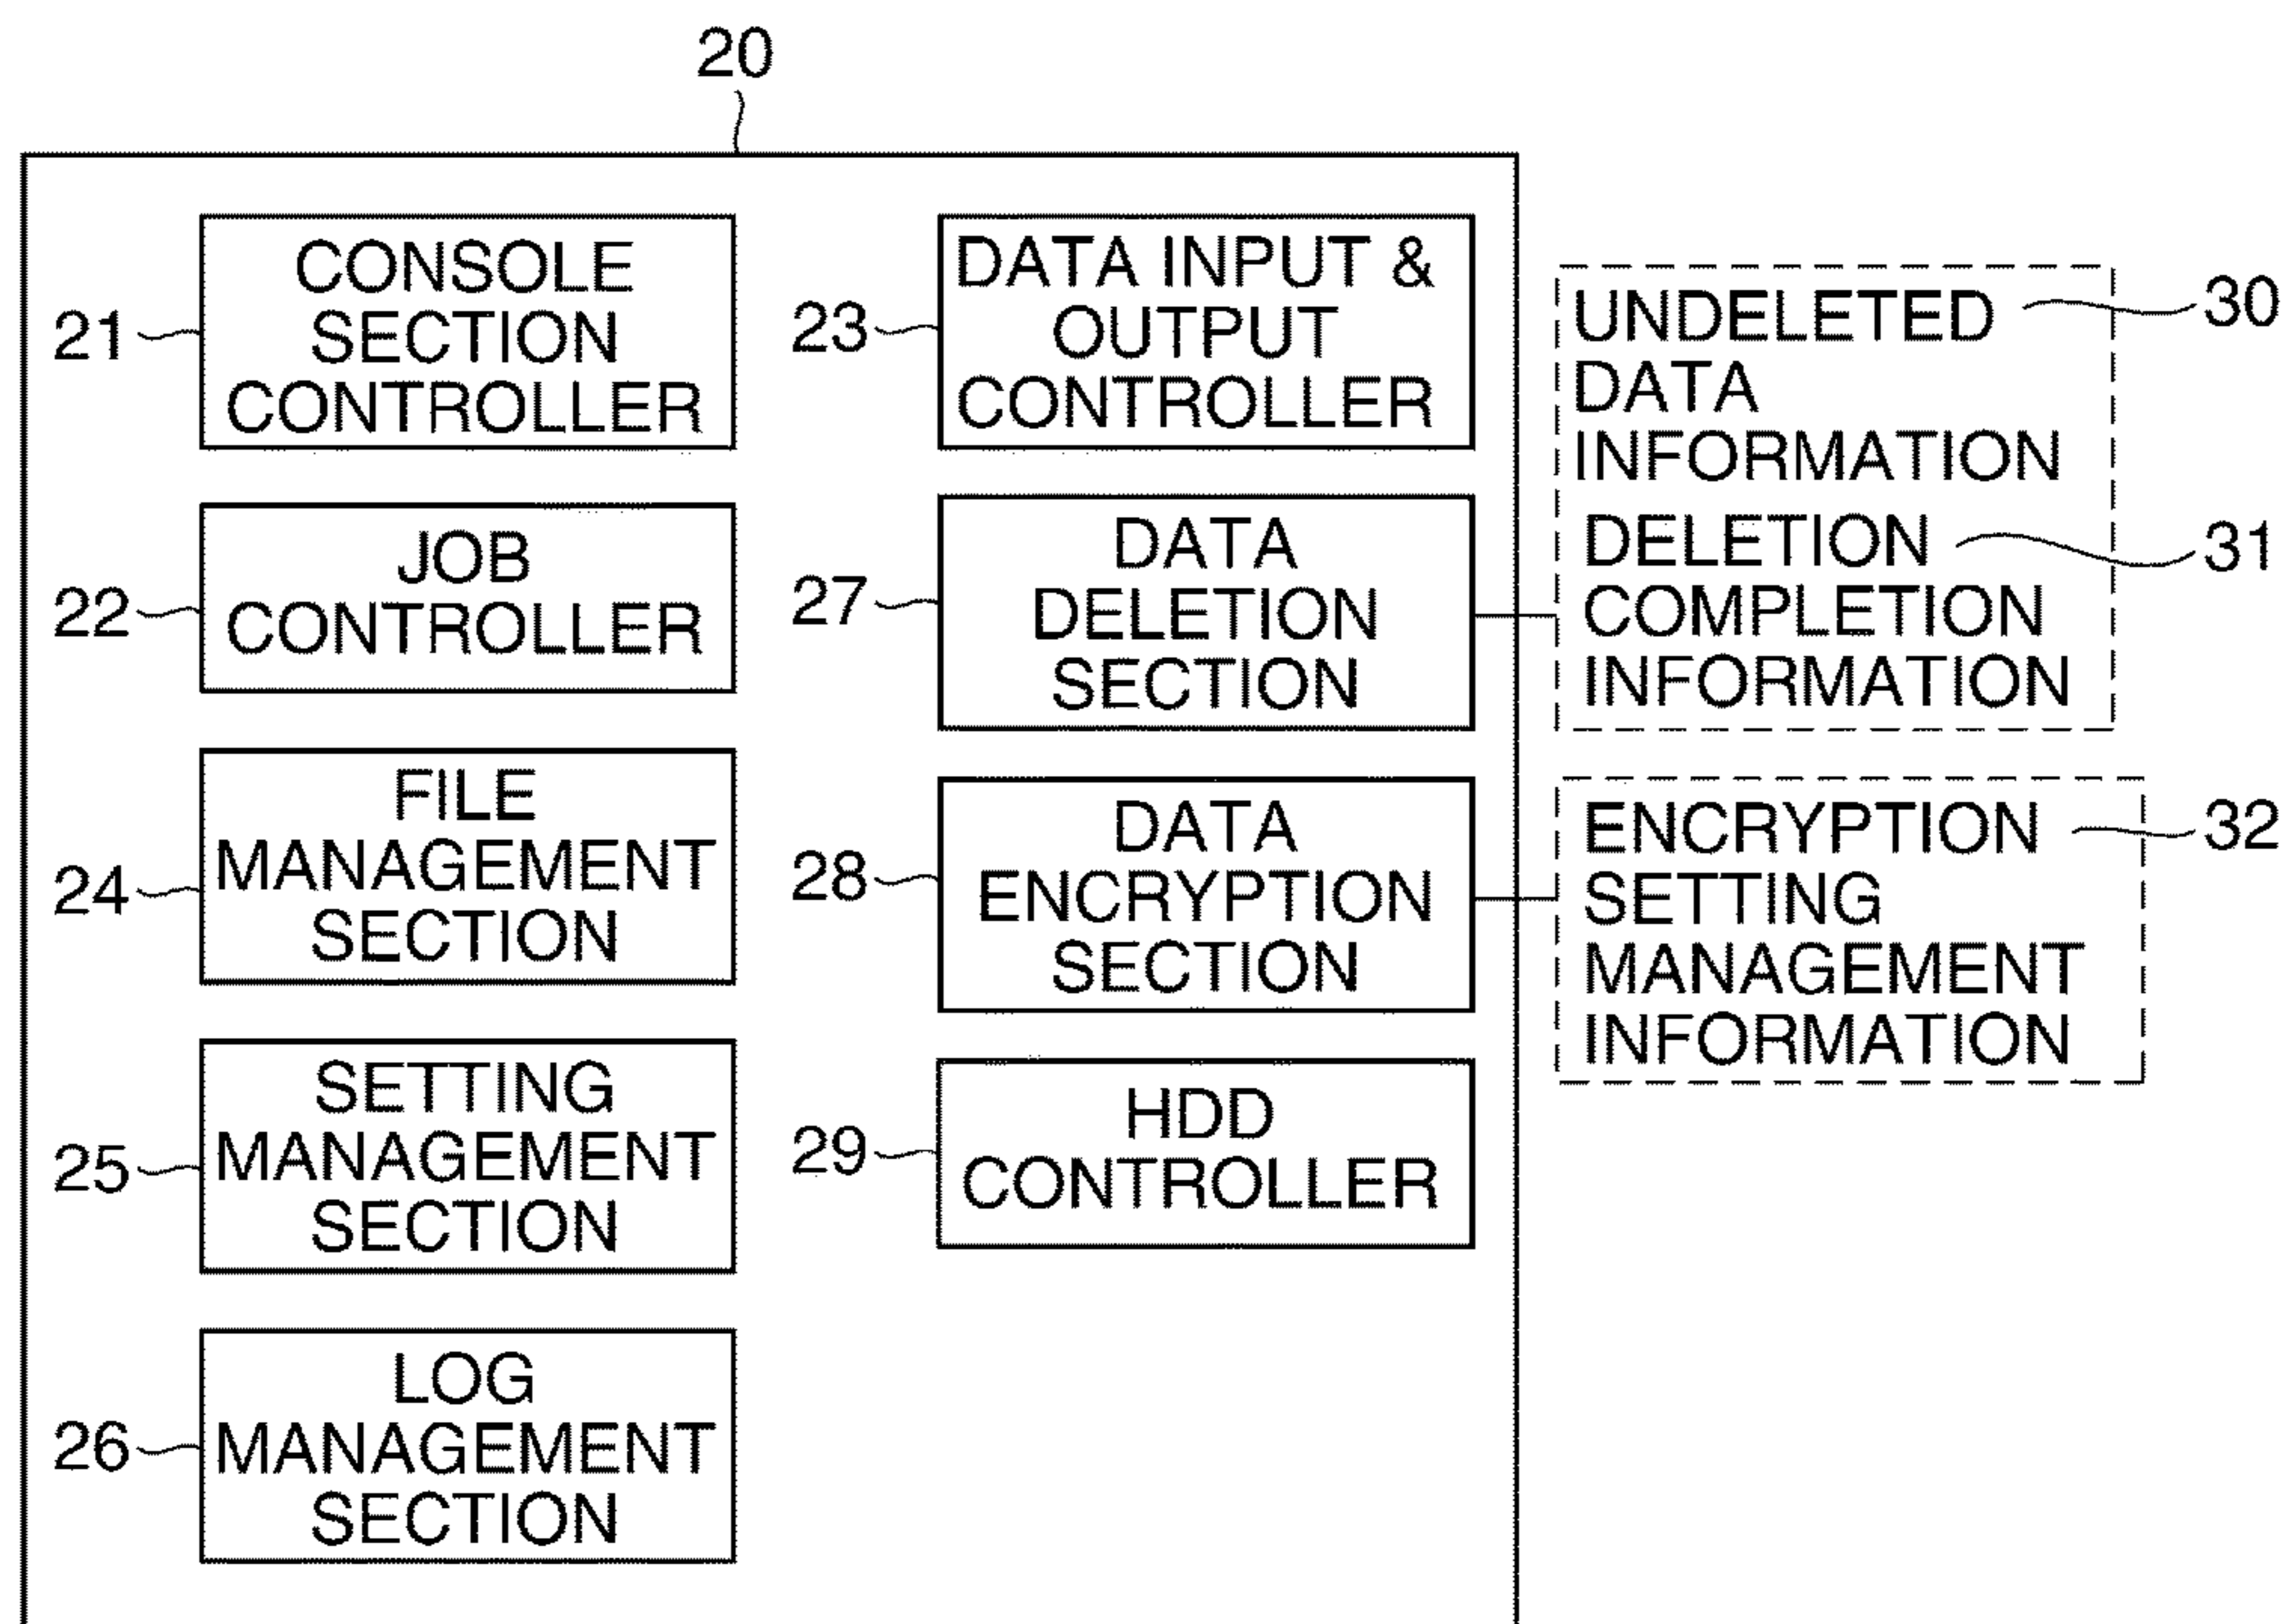 20
21
CONSOLE
SECTION
CONTROLLER
22
JOB
CONTROLLER
24
FILE
MANAGEMENT
SECTION
25
SETTING
MANAGEMENT
SECTION
26
LOG
MANAGEMENT
SECTION
23
DATA INPUT &
OUTPUT
CONTROLLER
27
DATA
DELETION
SECTION
28
DATA
ENCRYPTION
SECTION
29
HDD
CONTROLLER
UNDELETED
DATA
INFORMATION
30
DELETION
COMPLETION
INFORMATION
31
ENCRYPTION
SETTING
MANAGEMENT
INFORMATION
32